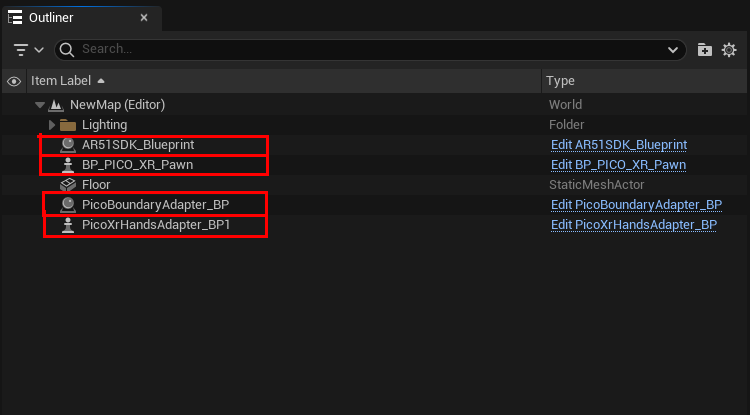 Outliner
Search...
Item Label Type
NewMap (Editor) World
Lighting Folder
AR51SDK_Blueprint Edit AR51SDK_Blueprint
BP_PICO_XR_Pawn Edit BP_PICO_XR_Pawn
Floor StaticMeshActor
PicoBoundaryAdapter_BP Edit PicoBoundaryAdapter_BP
PicoXrHandsAdapter_BP1 Edit PicoXrHandsAdapter_BP